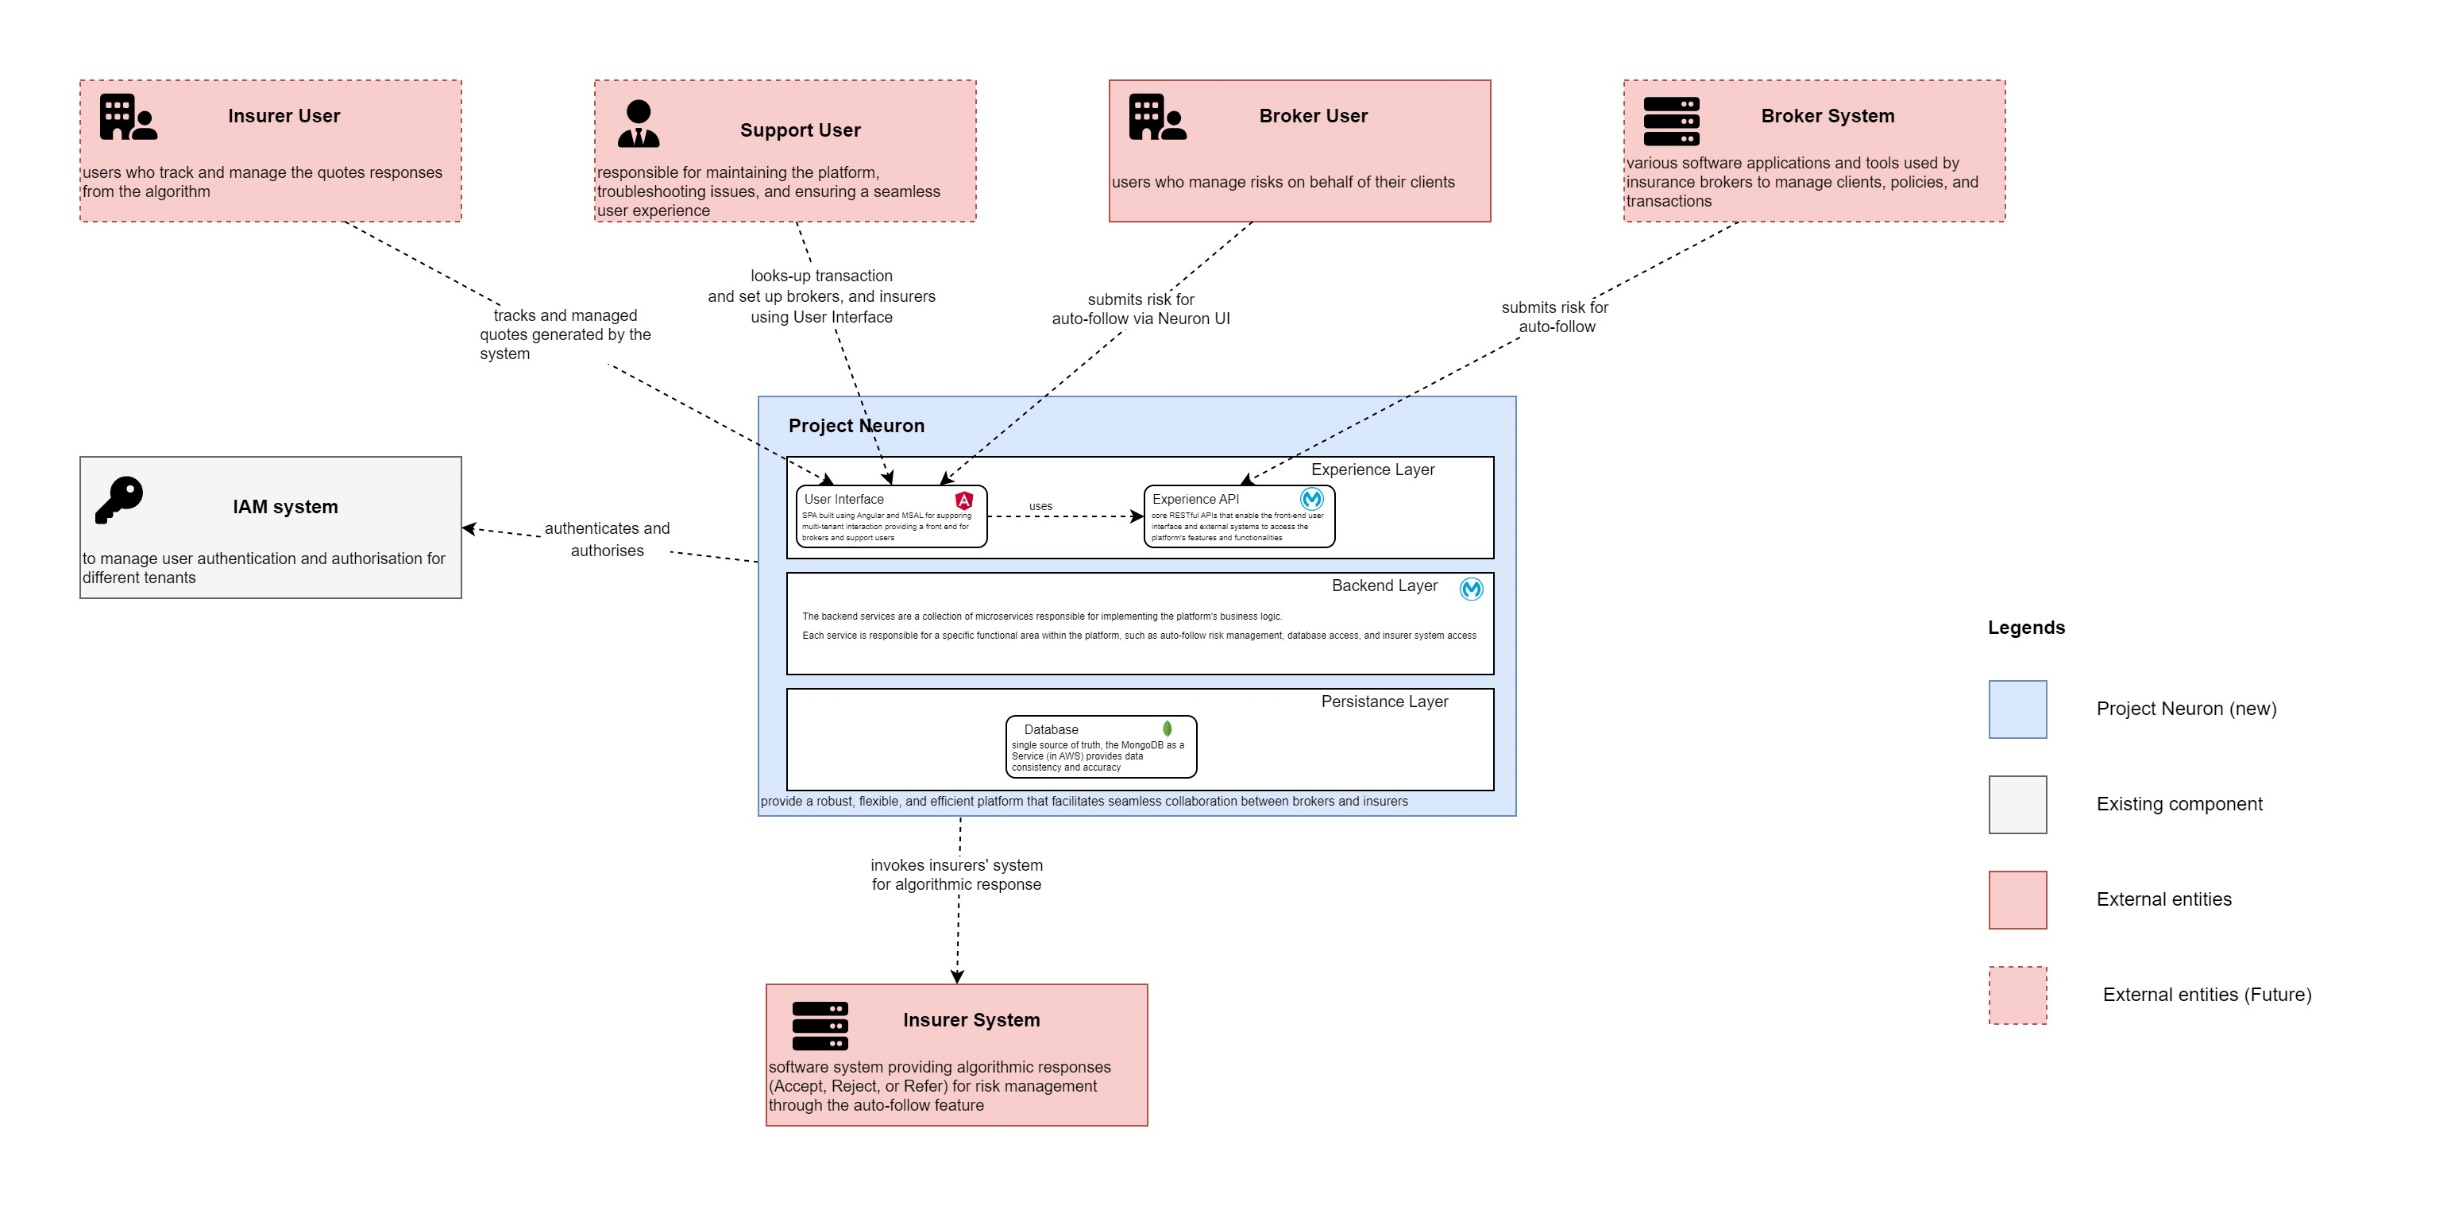 Insurer User
users who track and manage the quotes responses
from the algorithm
Support User
responsible for maintaining the platform,
troubleshooting issues, and ensuring a seamless
user experience
Broker User
users who manage risks on behalf of their clients
Broker System
various software applications and tools used by
insurance brokers to manage clients, policies, and
transactions
tracks and managed
quotes generated by the
system
looks-up transaction
and set up brokers, and insurers
using User Interface
submits risk for
auto-follow via Neuron UI
submits risk for
auto-follow
IAM system
to manage user authentication and authorisation for
different tenants
authenticates and
authorises
Project Neuron
Experience Layer
User Interface
SPA built using Angular and MSAL for supporing
multi-tenant interaction providing a front end for
brokers and support users
uses
Experience API
core RESTful APIs that enable the front-end user
interface and external systems to access the
platform's features and functionalities
Backend Layer
The backend services are a collection of microservices responsible for implementing the platform's business logic.
Each service is responsible for a specific functional area within the platform, such as auto-follow risk management, database access, and insurer system access
Persistance Layer
Database
single source of truth, the MongoDB as a
Service (in AWS) provides data
consistency and accuracy
provide a robust, flexible, and efficient platform that facilitates seamless collaboration between brokers and insurers
invokes insurers' system
for algorithmic response
Insurer System
software system providing algorithmic responses
(Accept, Reject, or Refer) for risk management
through the auto-follow feature
Legends
Project Neuron (new)
Existing component
External entities
External entities (Future)